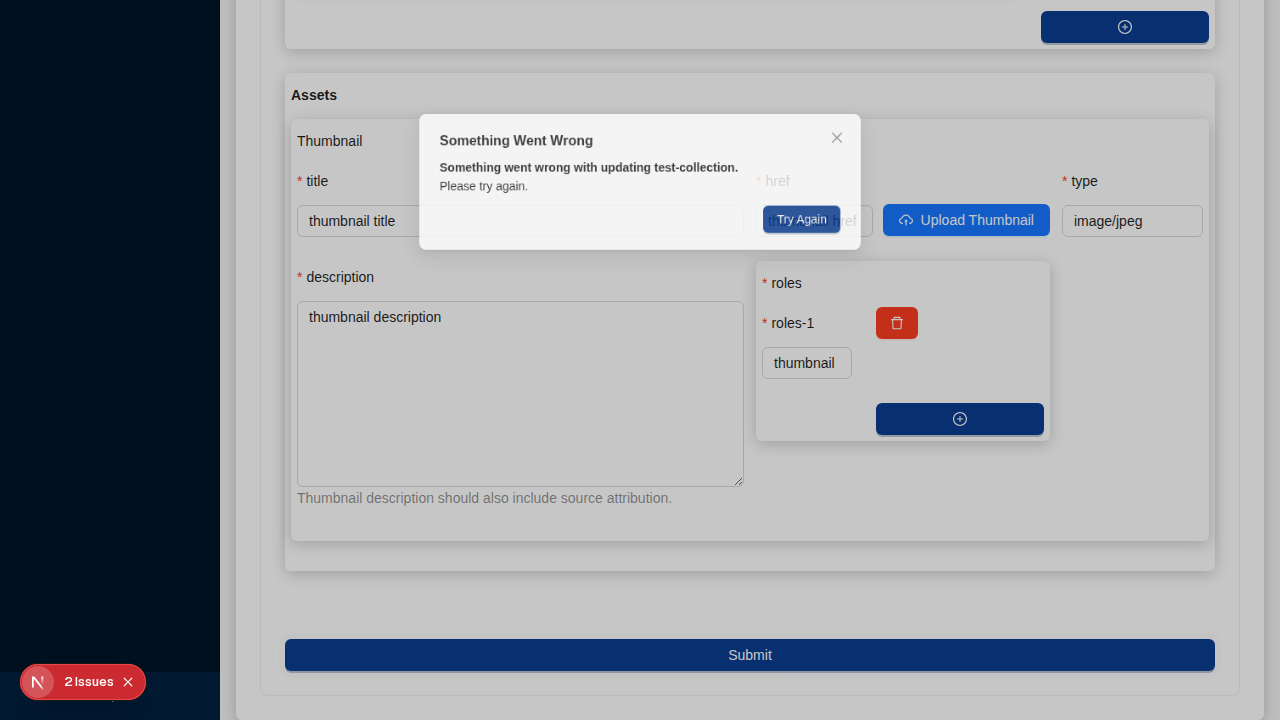 Assets
Thumbnail
Something Went Wrong
Something went wrong with updating test-collection.
Please try again.
Try Again
* title
* href
* type
thumbnail title
Upload Thumbnail
image/jpeg
* description
thumbnail description
* roles
* roles-1
thumbnail
Thumbnail description should also include source attribution.
Submit
N
2 Issues